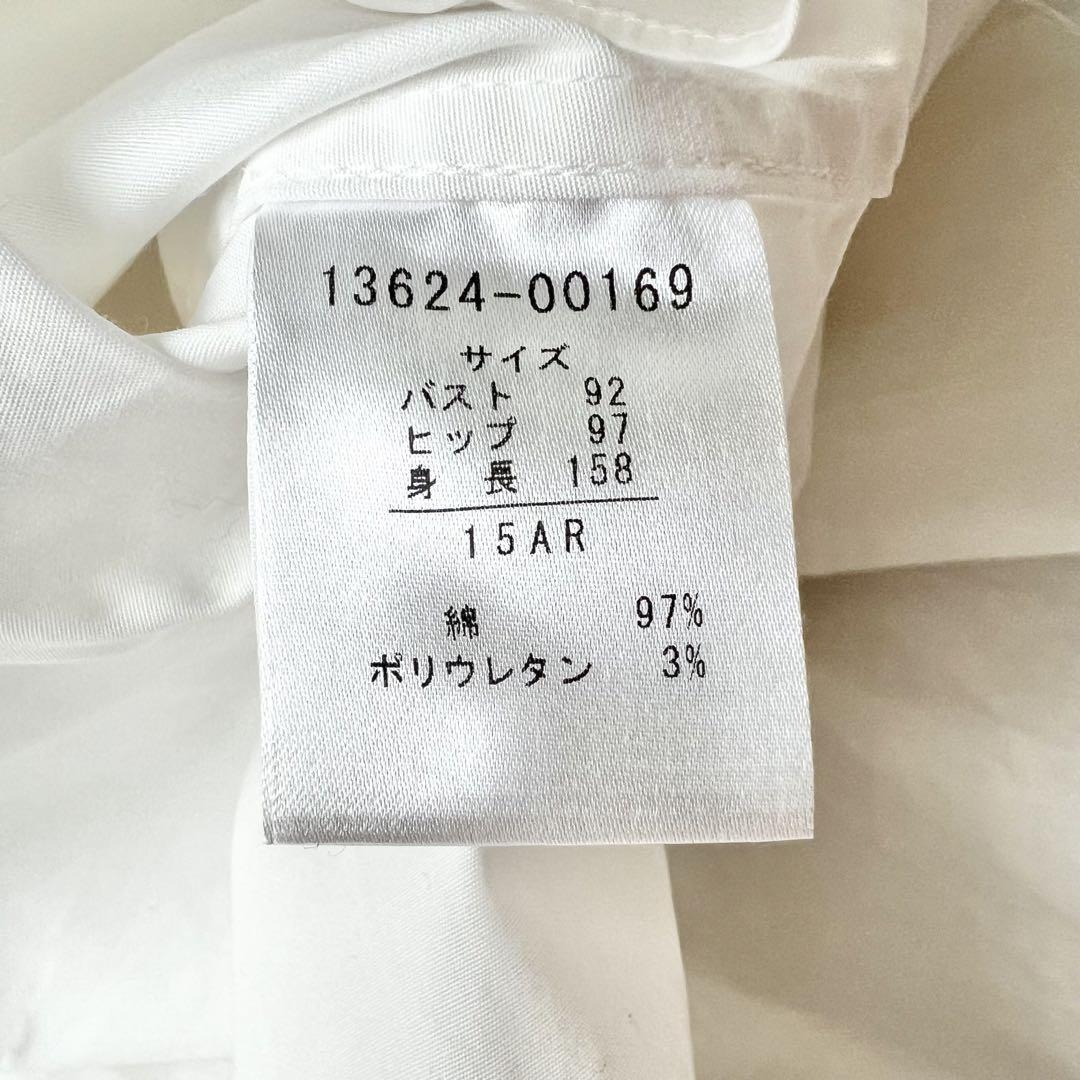 13624-00169
サイズ
バスト 92
ヒップ 97
身長 158
15AR
綿 97%
ポリウレタン 3%